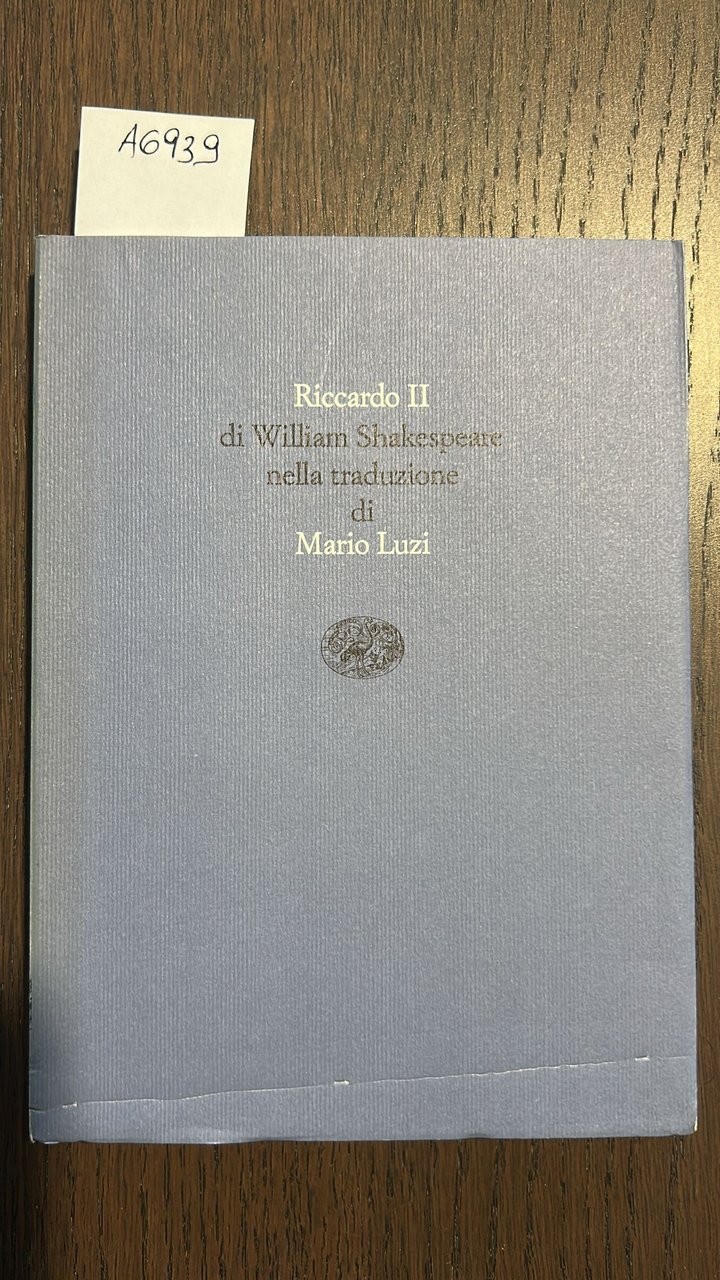 A6939
Riccardo II
di William Shakespeare
nella traduzione
di
Mario Luzi